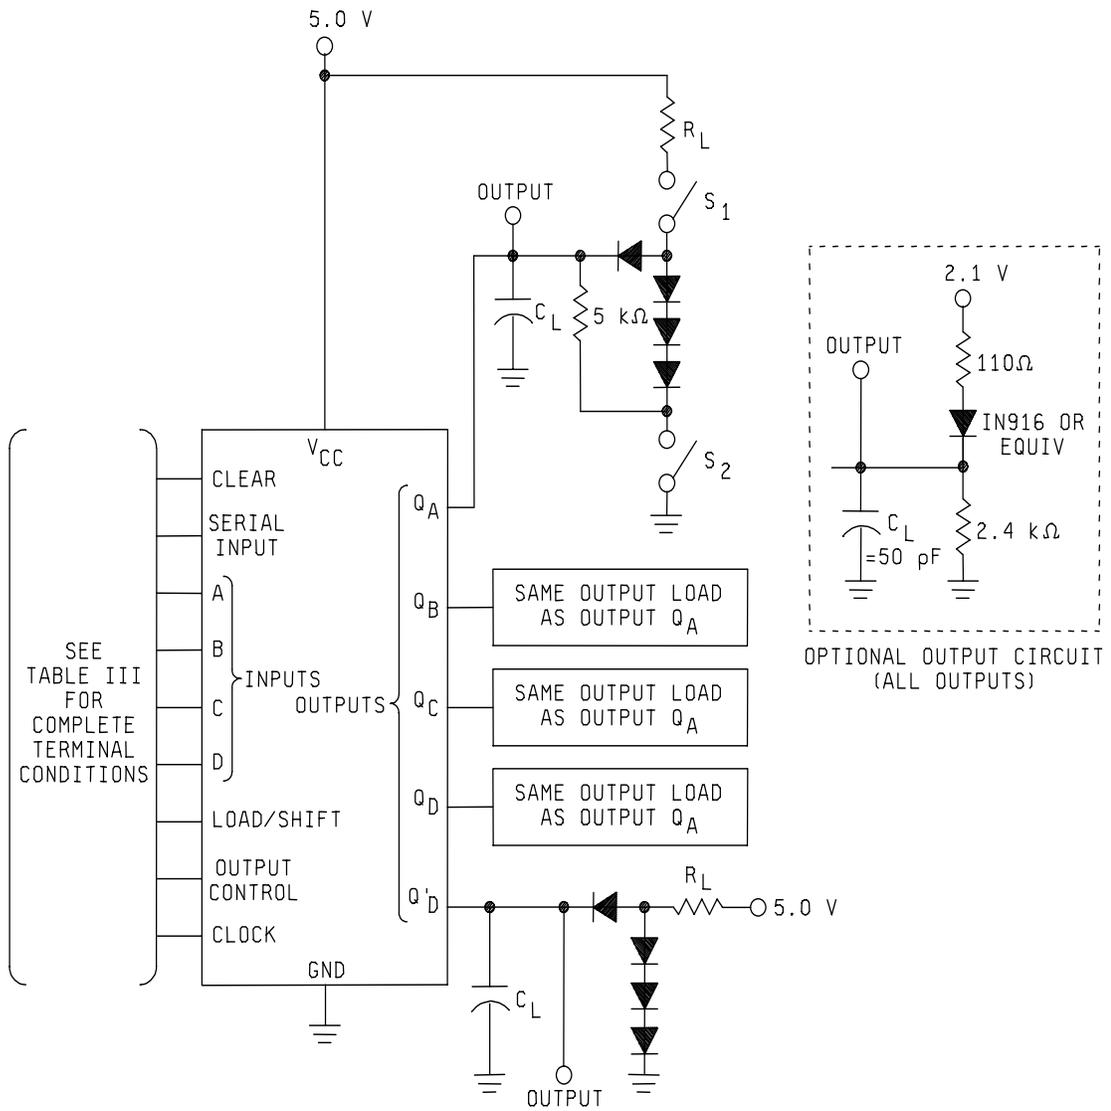 5.0 V
R L
S 1
OUTPUT
C L
5 kΩ
S 2
2.1 V
OUTPUT
110Ω
IN916 OR
EQUIV
C L
=50 pF
2.4 kΩ
OPTIONAL OUTPUT CIRCUIT
(ALL OUTPUTS)
SEE
TABLE III
FOR
COMPLETE
TERMINAL
CONDITIONS
V CC
CLEAR
SERIAL
INPUT
A
B
C
D
INPUTS
LOAD/SHIFT
OUTPUT
CONTROL
CLOCK
GND
OUTPUTS
Q A
Q B
Q C
Q D
Q'D
SAME OUTPUT LOAD
AS OUTPUT Q A
SAME OUTPUT LOAD
AS OUTPUT Q A
SAME OUTPUT LOAD
AS OUTPUT Q A
R L
5.0 V
C L
OUTPUT